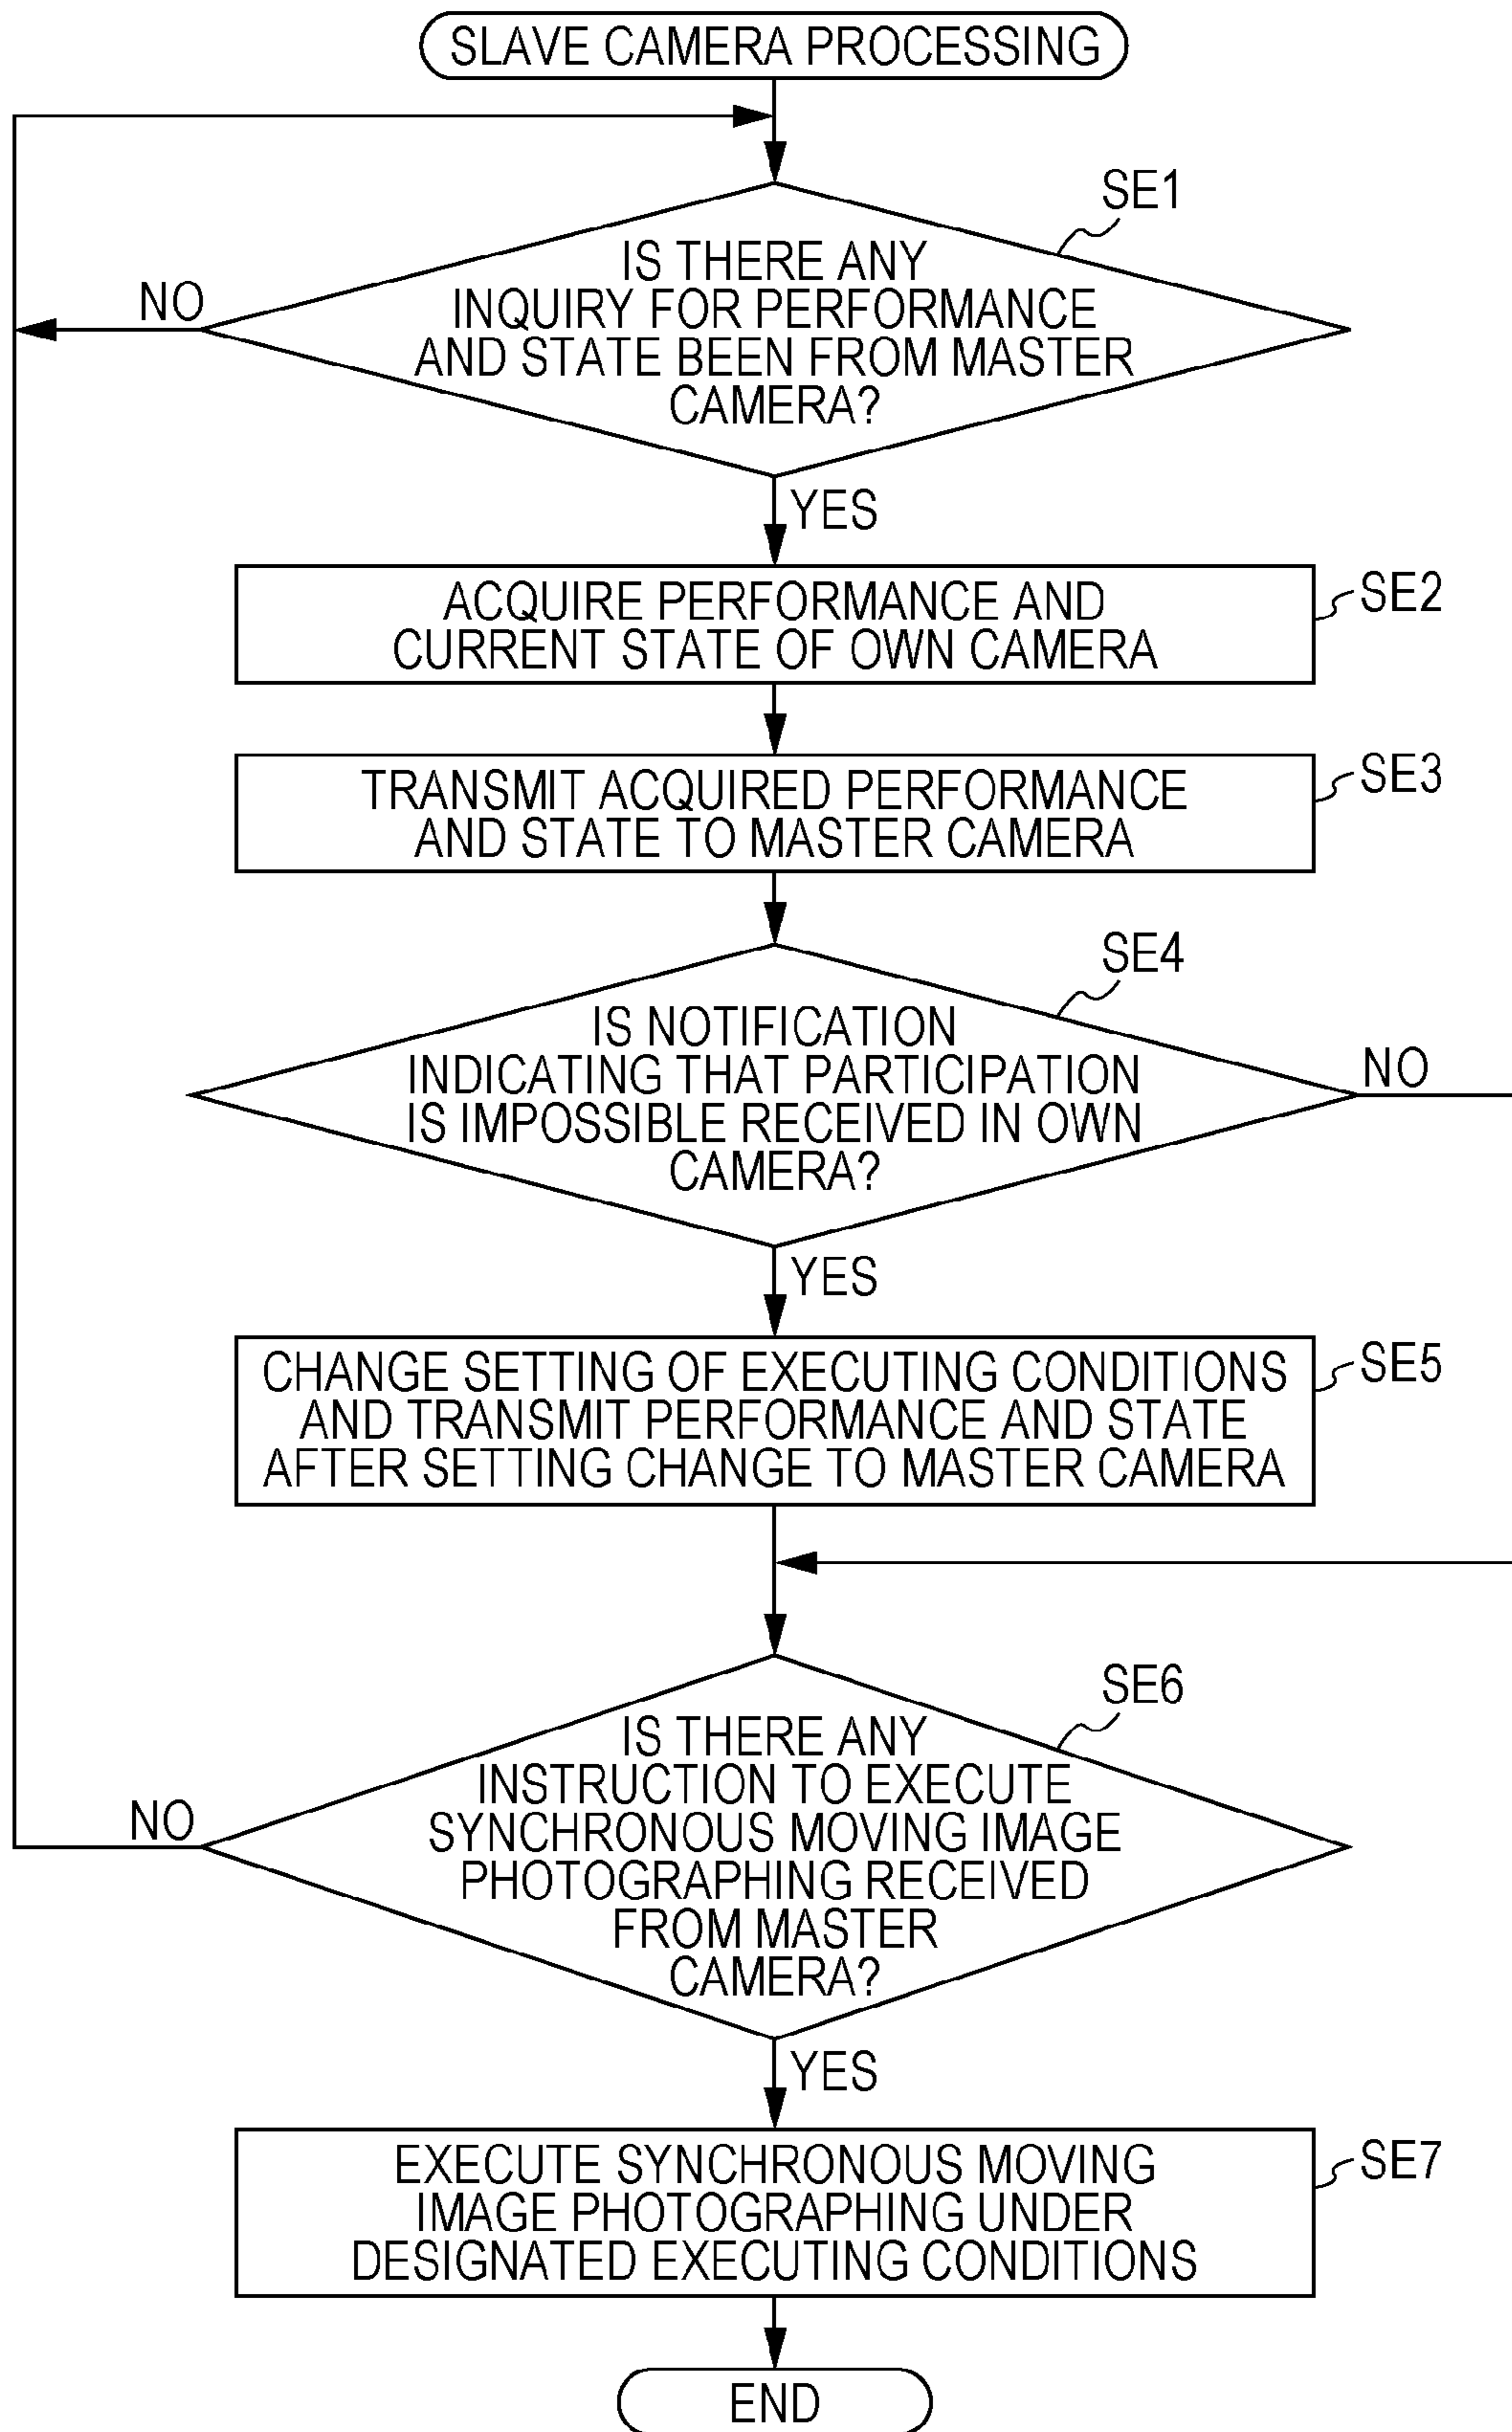 SLAVE CAMERA PROCESSING
SE1
IS THERE ANY
INQUIRY FOR PERFORMANCE
AND STATE BEEN FROM MASTER
CAMERA?
NO
YES
SE2
ACQUIRE PERFORMANCE AND
CURRENT STATE OF OWN CAMERA
SE3
TRANSMIT ACQUIRED PERFORMANCE
AND STATE TO MASTER CAMERA
SE4
IS NOTIFICATION
INDICATING THAT PARTICIPATION
IS IMPOSSIBLE RECEIVED IN OWN
CAMERA?
NO
YES
SE5
CHANGE SETTING OF EXECUTING CONDITIONS
AND TRANSMIT PERFORMANCE AND STATE
AFTER SETTING CHANGE TO MASTER CAMERA
SE6
IS THERE ANY
INSTRUCTION TO EXECUTE
SYNCHRONOUS MOVING IMAGE
PHOTOGRAPHING RECEIVED
FROM MASTER
CAMERA?
NO
YES
SE7
EXECUTE SYNCHRONOUS MOVING
IMAGE PHOTOGRAPHING UNDER
DESIGNATED EXECUTING CONDITIONS
END